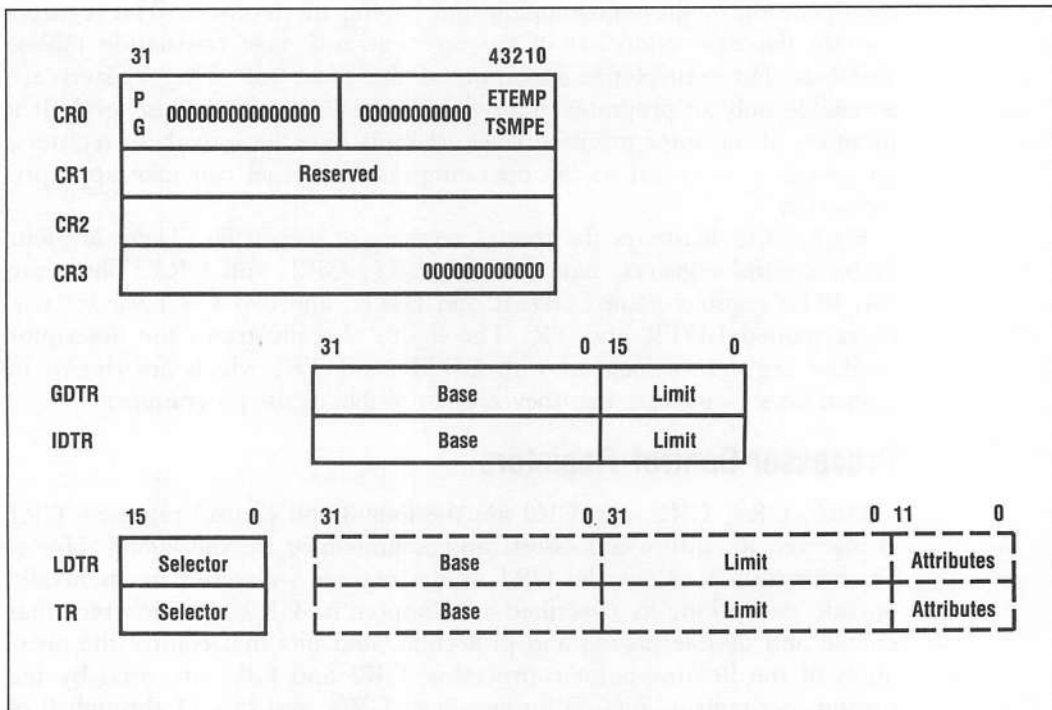 31 43210
CR0 P 000000000000000 00000000000 ETEMP
G TSMPE
CR1 Reserved
CR2
CR3 000000000000
31 0 15 0
GDTR Base Limit
IDTR Base Limit
15 0 31 0 31 0 11 0
LDTR Selector Base Limit Attributes
TR Selector Base Limit Attributes